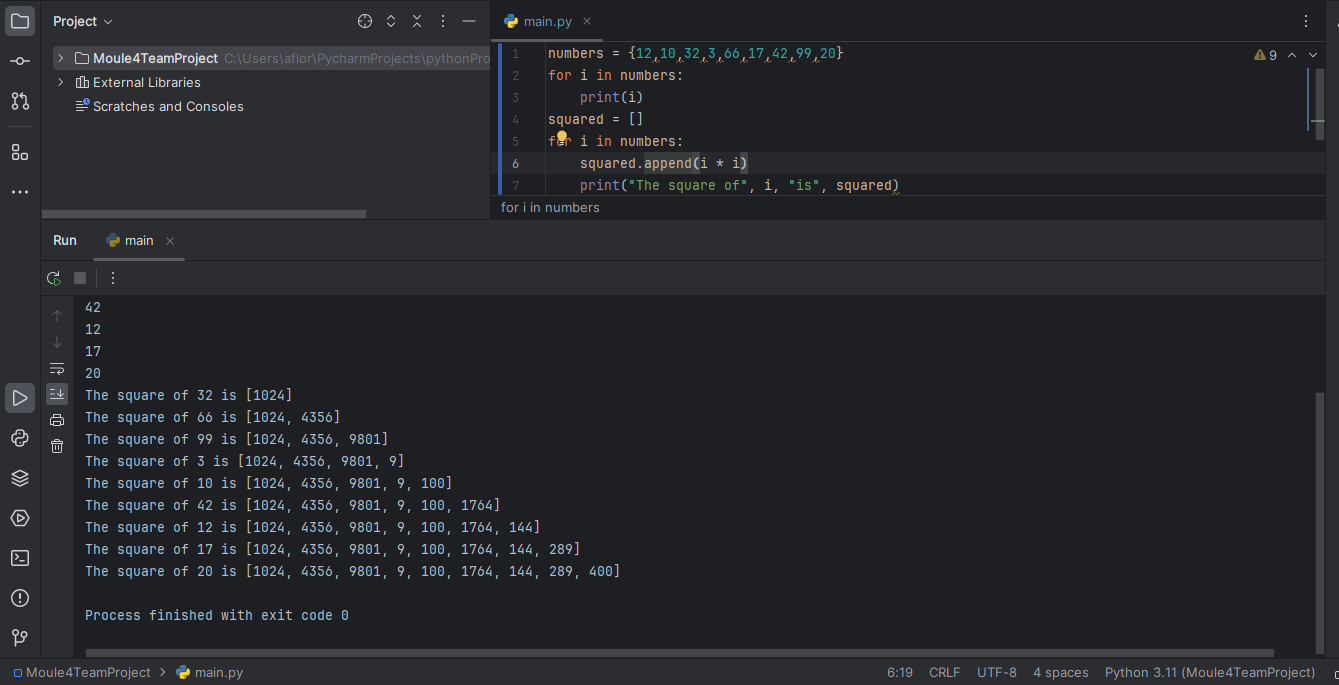 Project
main.py
Moule4TeamProject C:\Users\aflor\PycharmProjects\pythonPro
External Libraries
Scratches and Consoles
9
1 numbers = {12,10,32,3,66,17,42,99,20}
2 for i in numbers:
3     print(i)
4 squared = []
5 for i in numbers:
6     squared.append(i * i)
7     print("The square of", i, "is", squared)
for i in numbers
Run main
42
12
17
20
The square of 32 is [1024]
The square of 66 is [1024, 4356]
The square of 99 is [1024, 4356, 9801]
The square of 3 is [1024, 4356, 9801, 9]
The square of 10 is [1024, 4356, 9801, 9, 100]
The square of 42 is [1024, 4356, 9801, 9, 100, 1764]
The square of 12 is [1024, 4356, 9801, 9, 100, 1764, 144]
The square of 17 is [1024, 4356, 9801, 9, 100, 1764, 144, 289]
The square of 20 is [1024, 4356, 9801, 9, 100, 1764, 144, 289, 400]
Process finished with exit code 0
Moule4TeamProject > main.py
6:19 CRLF UTF-8 4 spaces Python 3.11 (Moule4TeamProject)